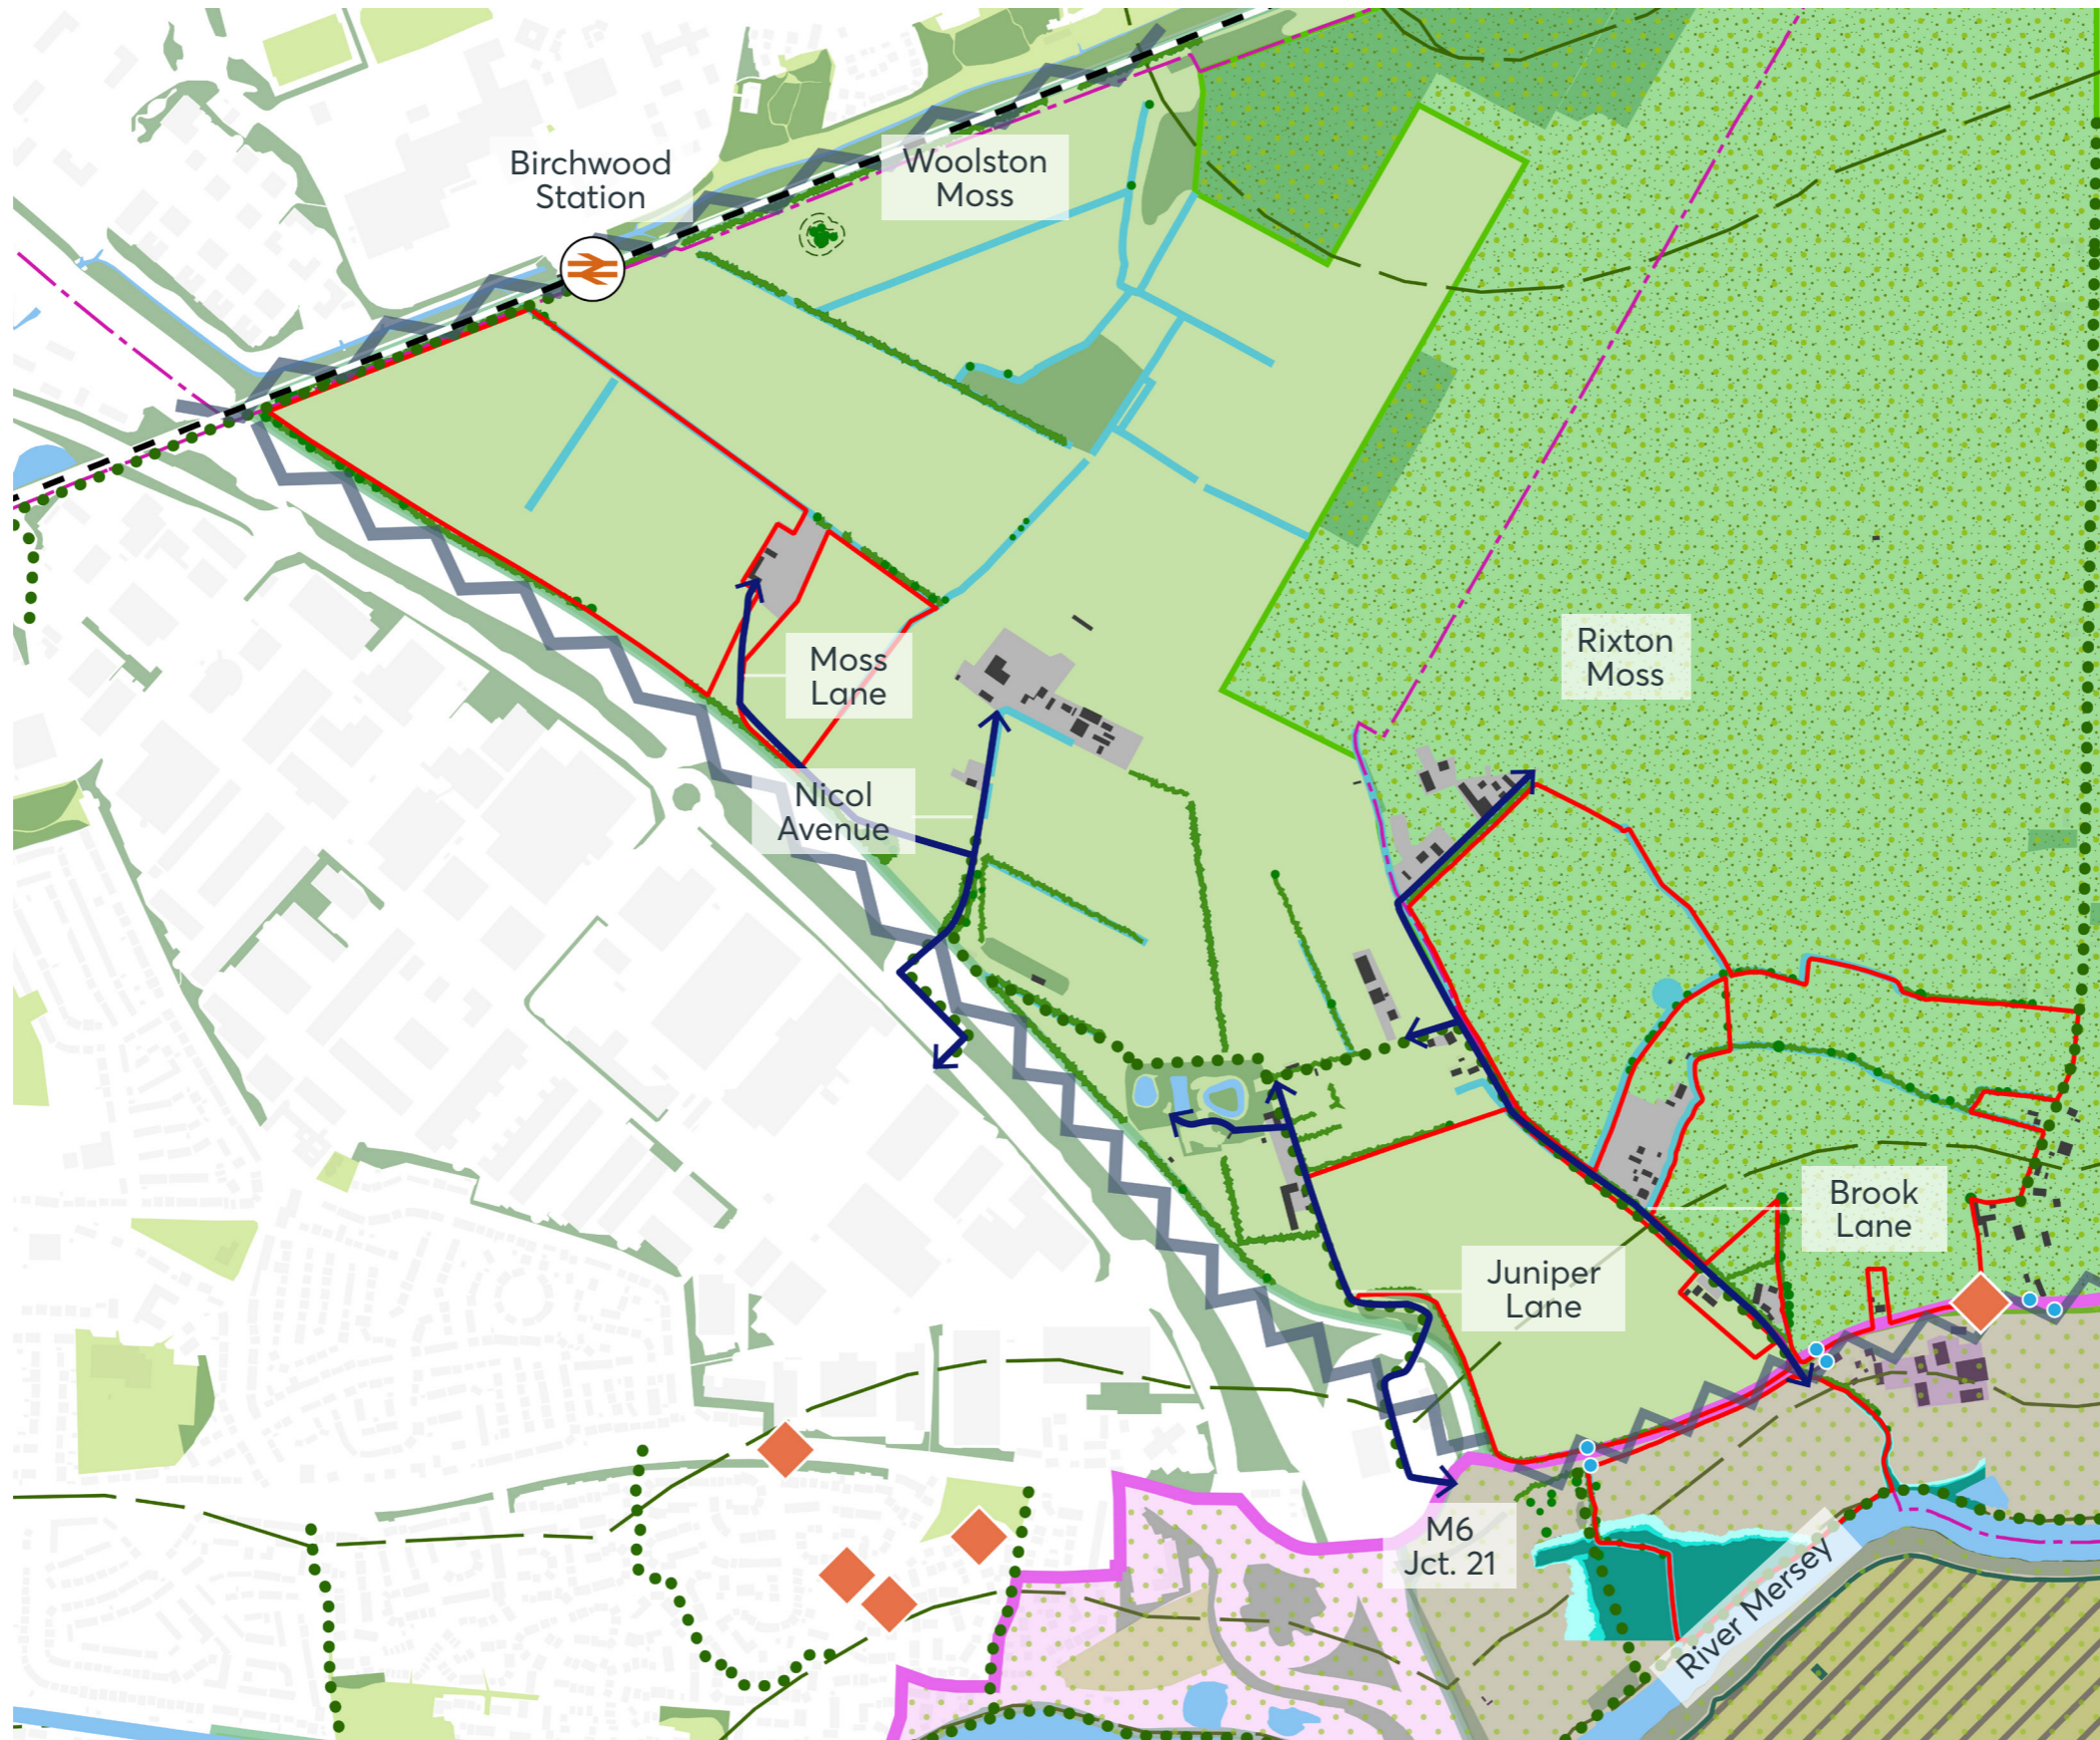 Birchwood
Station
Woolston
Moss
Rixton
Moss
Moss
Lane
Nicol
Avenue
Brook
Lane
Juniper
Lane
M6
Jct. 21
River Mersey